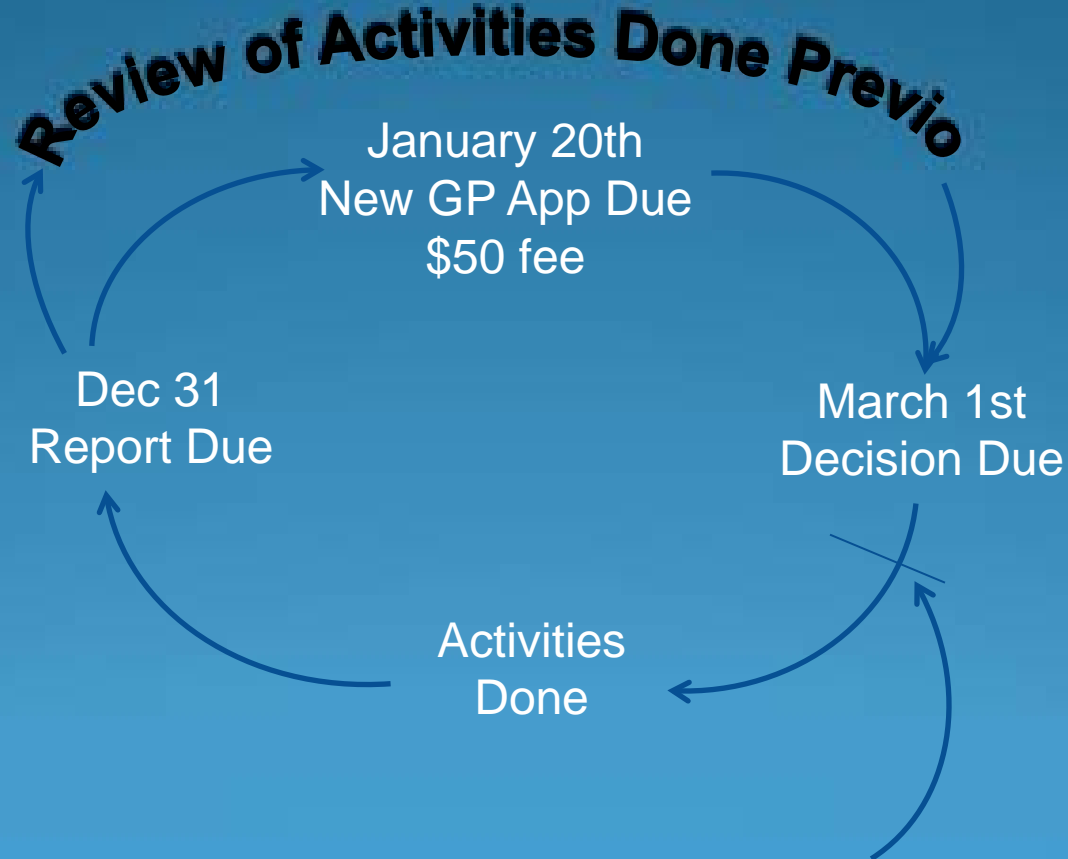 Review of Activities Done Previo
January 20th
New GP App Due
$50 fee
Dec 31
Report Due
March 1st
Decision Due
Activities
Done